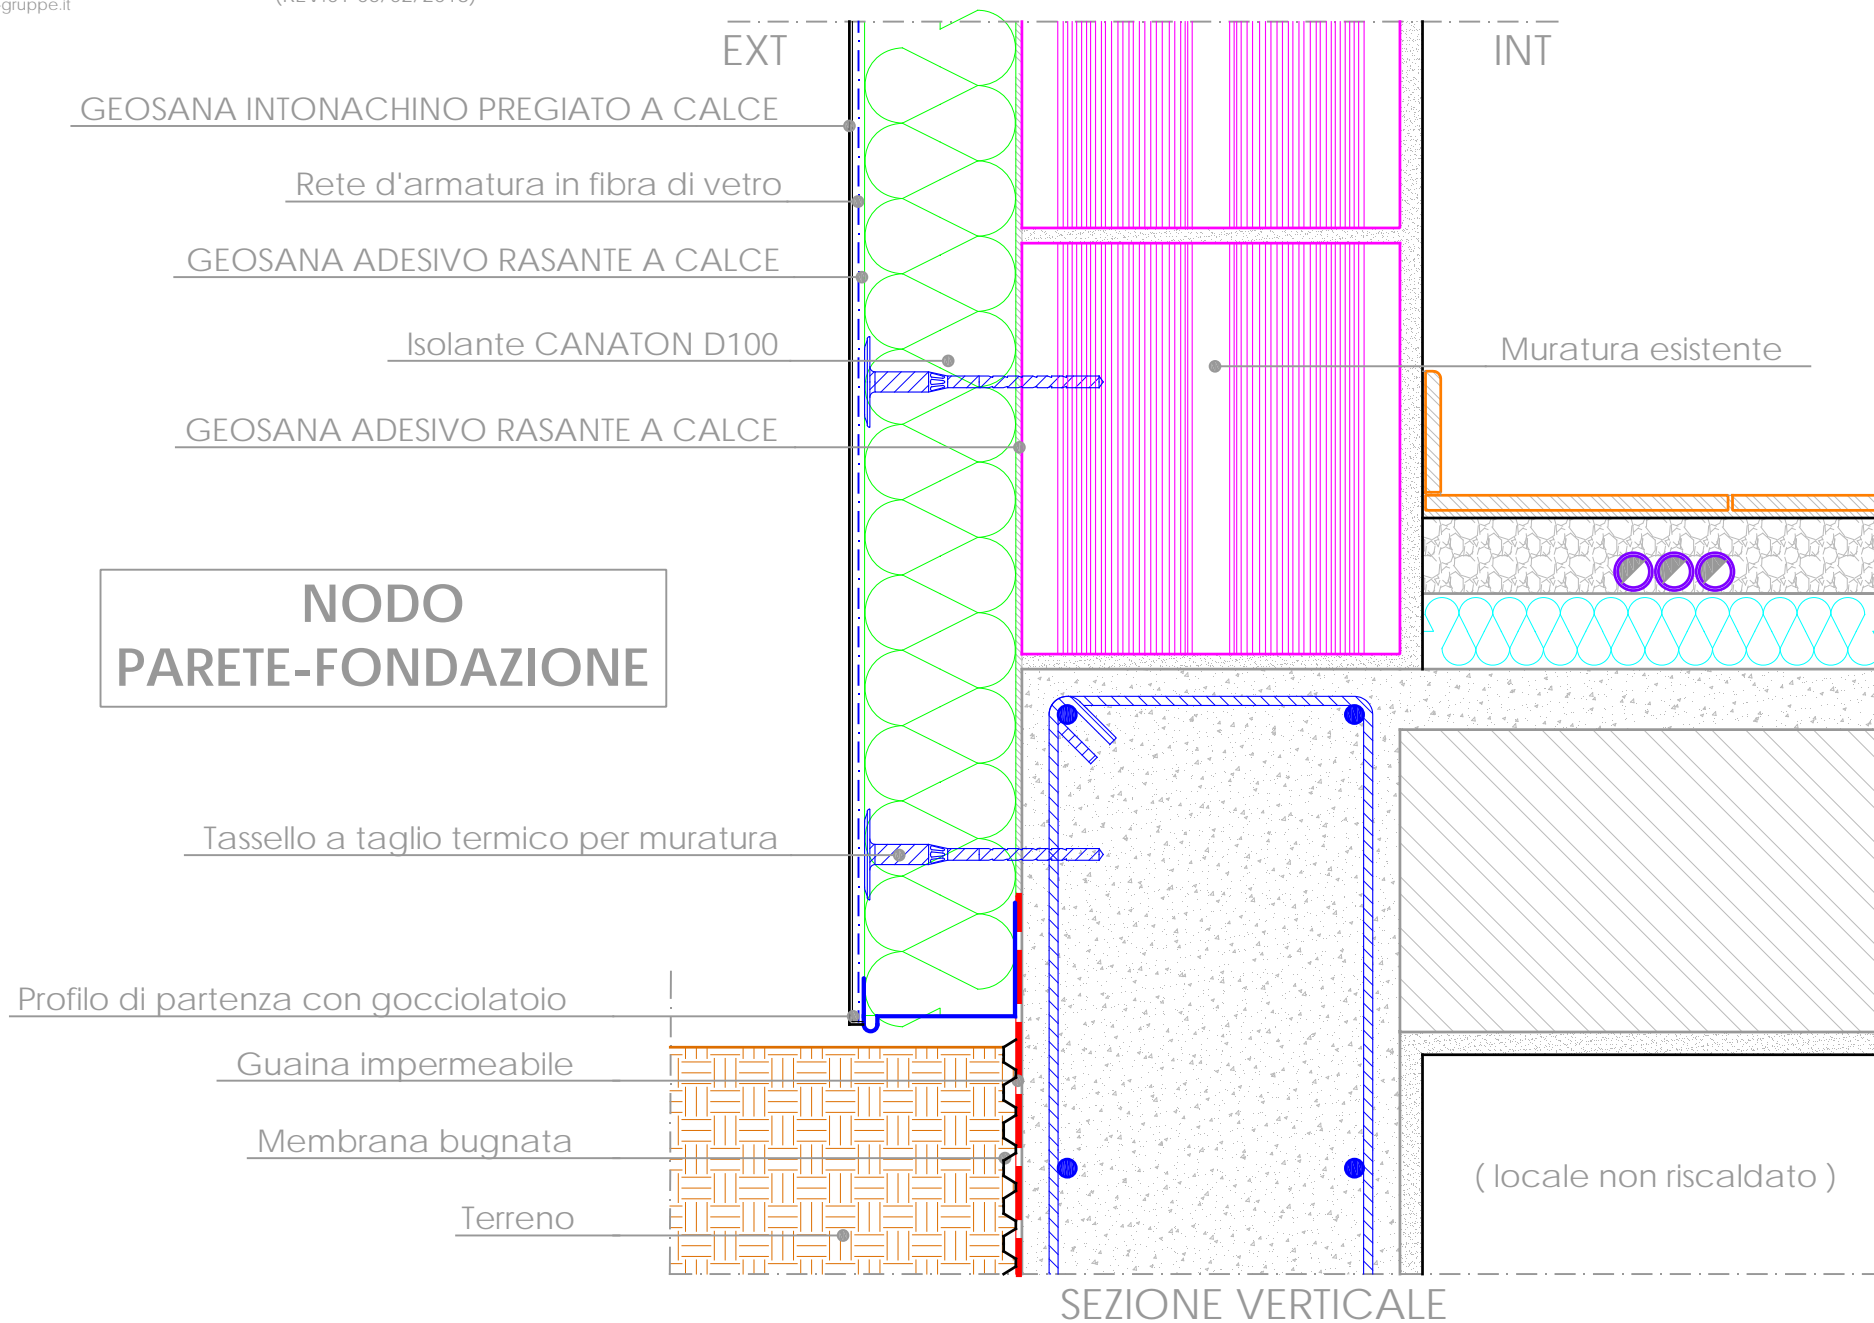 gruppe.it
EXT
INT
GEOSANA INTONACHINO PREGIATO A CALCE
Rete d'armatura in fibra di vetro
GEOSANA ADESIVO RASANTE A CALCE
Isolante CANATON D100
Muratura esistente
GEOSANA ADESIVO RASANTE A CALCE
NODO
PARETE-FONDAZIONE
Tassello a taglio termico per muratura
Profilo di partenza con gocciolatoio
Guaina impermeabile
Membrana bugnata
Terreno
( locale non riscaldato )
SEZIONE VERTICALE